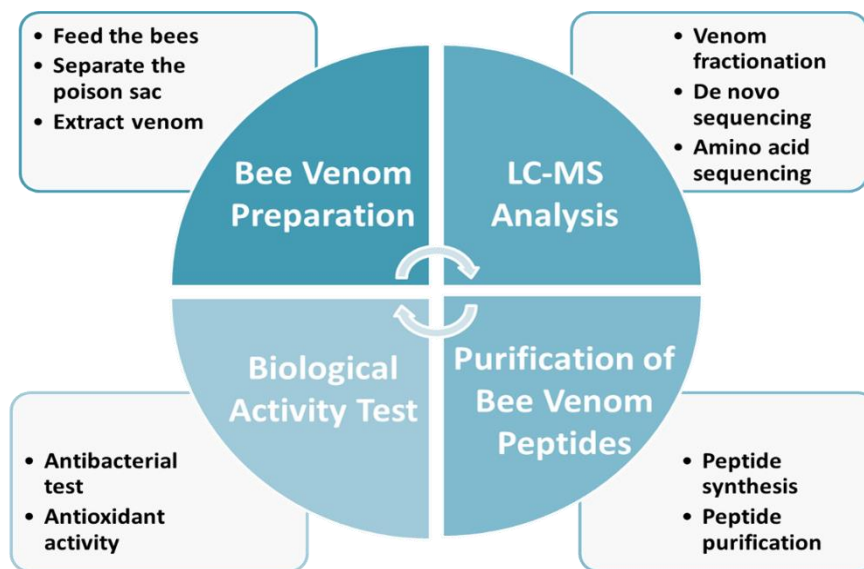 • Feed the bees
• Separate the
poison sac
• Extract venom
Bee Venom
Preparation
LC-MS
Analysis
• Venom
fractionation
• De novo
sequencing
• Amino acid
sequencing
Biological
Activity Test
• Antibacterial
test
• Antioxidant
activity
Purification of
Bee Venom
Peptides
• Peptide
synthesis
• Peptide
purification